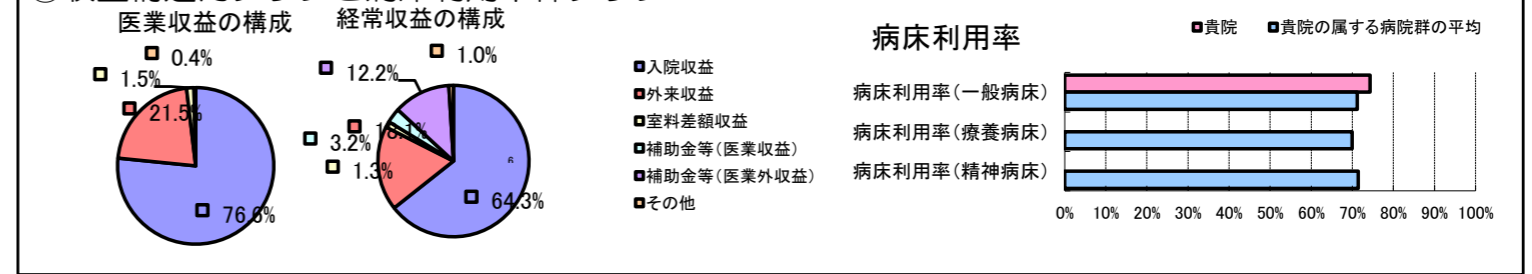 医業収益の構成
0.4%
1.5%
21.5%
76.6%
経常収益の構成
1.0%
12.2%
18.1%
3.2%
1.3%
64.3%
入院収益
外来収益
室料差額収益
補助金等(医業収益)
補助金等(医業外収益)
その他
病床利用率
貴院
貴院の属する病院群の平均
病床利用率(一般病床)
病床利用率(療養病床)
病床利用率(精神病床)
0% 10% 20% 30% 40% 50% 60% 70% 80% 90% 100%